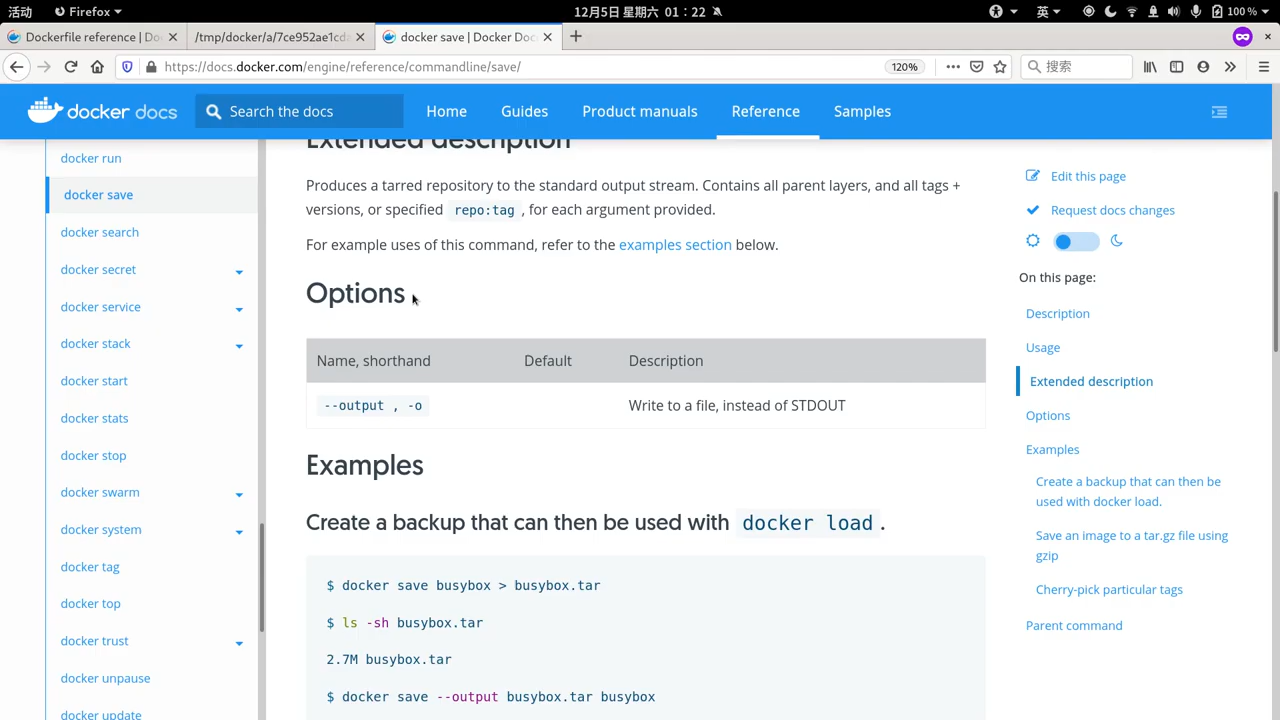 活动
Firefox
12月5日 星期六 01：22
英
100 %
Dockerfile reference | Do
/tmp/docker/a/7ce952ae1cda
docker save | Docker Doc
https://docs.docker.com/engine/reference/commandline/save/
120%
搜索
docker docs
Search the docs
Home
Guides
Product manuals
Reference
Samples
docker run
docker save
docker search
docker secret
docker service
docker stack
docker start
docker stats
docker stop
docker swarm
docker system
docker tag
docker top
docker trust
docker unpause
docker update
Extended description
Produces a tarred repository to the standard output stream. Contains all parent layers, and all tags +
versions, or specified repo:tag , for each argument provided.
For example uses of this command, refer to the examples section below.
Options
Name, shorthand Default Description
--output , -o Write to a file, instead of STDOUT
Examples
Create a backup that can then be used with docker load .
$ docker save busybox > busybox.tar
$ ls -sh busybox.tar
2.7M busybox.tar
$ docker save --output busybox.tar busybox
Edit this page
Request docs changes
On this page:
Description
Usage
Extended description
Options
Examples
Create a backup that can then be
used with docker load.
Save an image to a tar.gz file using
gzip
Cherry-pick particular tags
Parent command